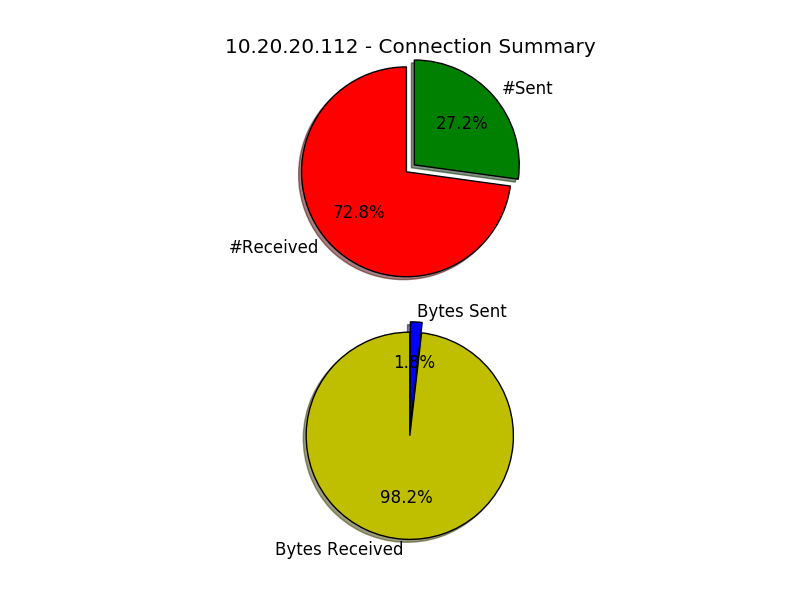 10.20.20.112 - Connection Summary
#Sent
27.2%
72.8%
#Received
Bytes Sent
1.8%
98.2%
Bytes Received